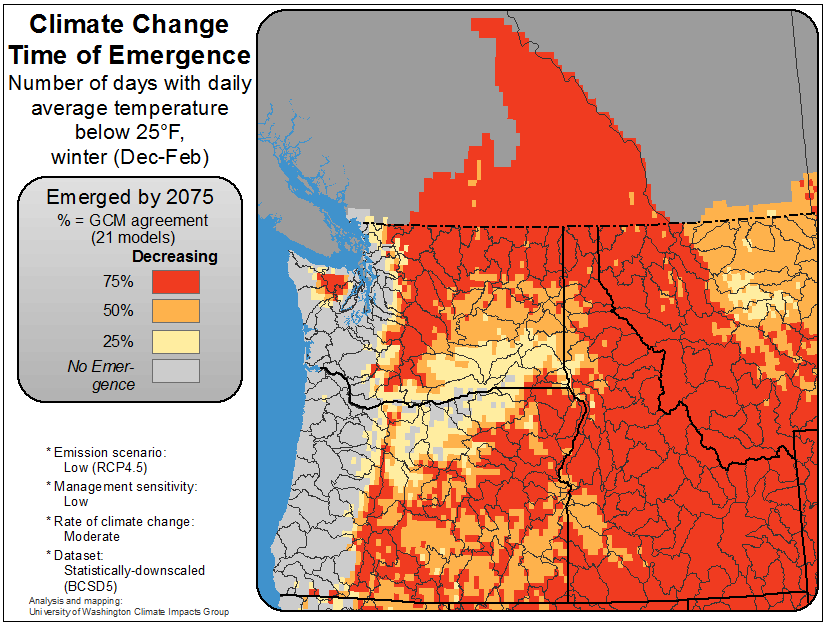 Climate Change
Time of Emergence
Number of days with daily
average temperature
below 25°F,
winter (Dec-Feb)
Emerged by 2075
% = GCM agreement
(21 models)
Decreasing
75%
50%
25%
No Emer-
gence
* Emission scenario:
Low (RCP4.5)
* Management sensitivity:
Low
* Rate of climate change:
Moderate
* Dataset:
Statistically-downscaled
(BCSD5)
Analysis and mapping:
University of Washington Climate Impacts Group